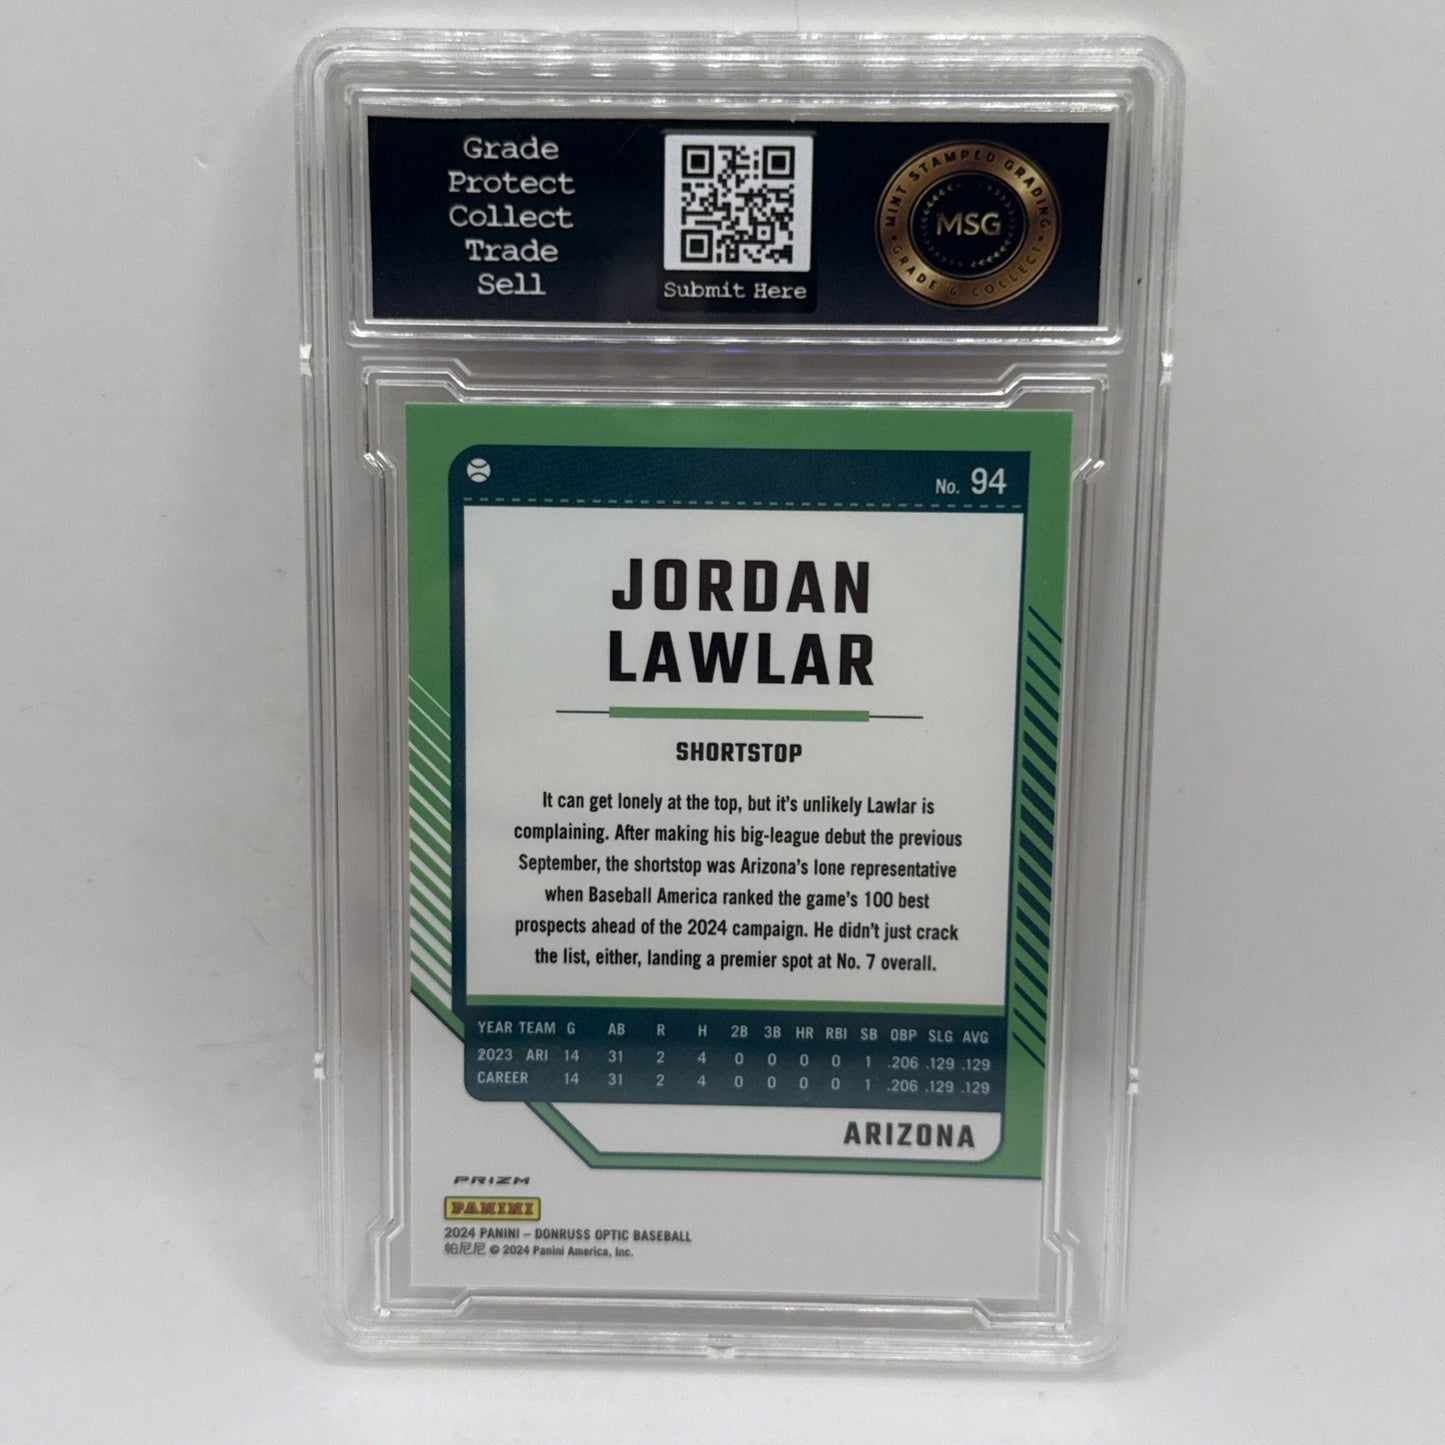 Grade
Protect
Collect
Trade
Sell
Submit Here
MINT STAMPED GRADING
MSG
GRADE & COLLECT
No. 94
JORDAN
LAWLAR
SHORTSTOP
It can get lonely at the top, but it's unlikely Lawlar is
complaining. After making his big-league debut the previous
September, the shortstop was Arizona's lone representative
when Baseball America ranked the game's 100 best
prospects ahead of the 2024 campaign. He didn't just crack
the list, either, landing a premier spot at No. 7 overall.
YEAR TEAM G AB R H 2B 3B HR RBI SB OBP SLG AVG
2023 ARI 14 31 2 4 0 0 0 0 1 .206 .129 .129
CAREER 14 31 2 4 0 0 0 0 1 .206 .129 .129
ARIZONA
PRIZM
PANINI
2024 PANINI – DONRUSS OPTIC BASEBALL
帕尼尼 © 2024 Panini America, Inc.